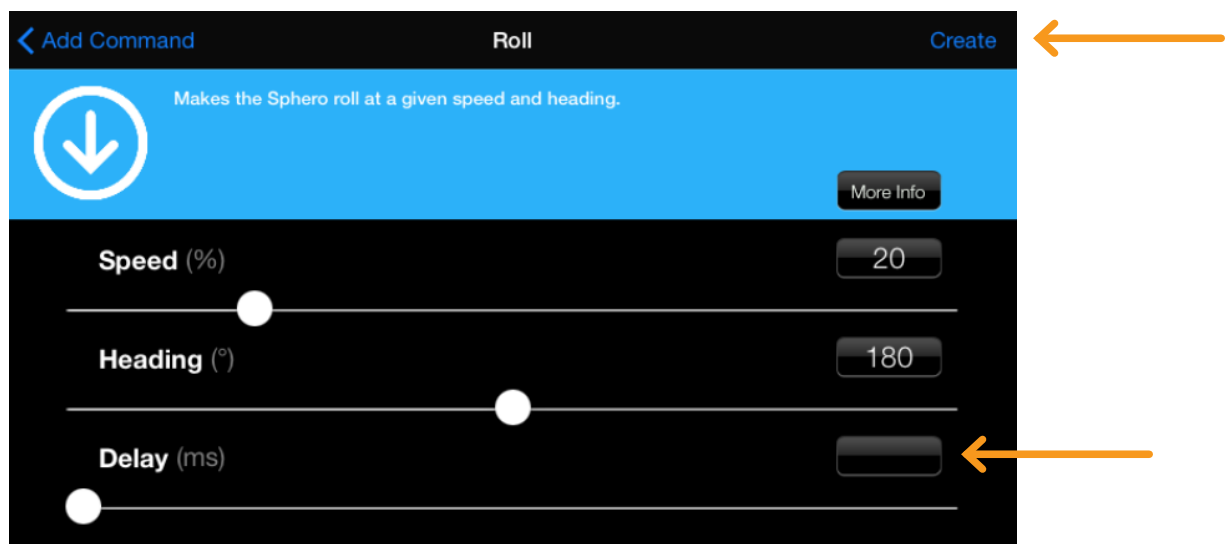 Add Command
Roll
Create
Makes the Sphero roll at a given speed and heading.
More Info
Speed (%)
20
Heading (°)
180
Delay (ms)